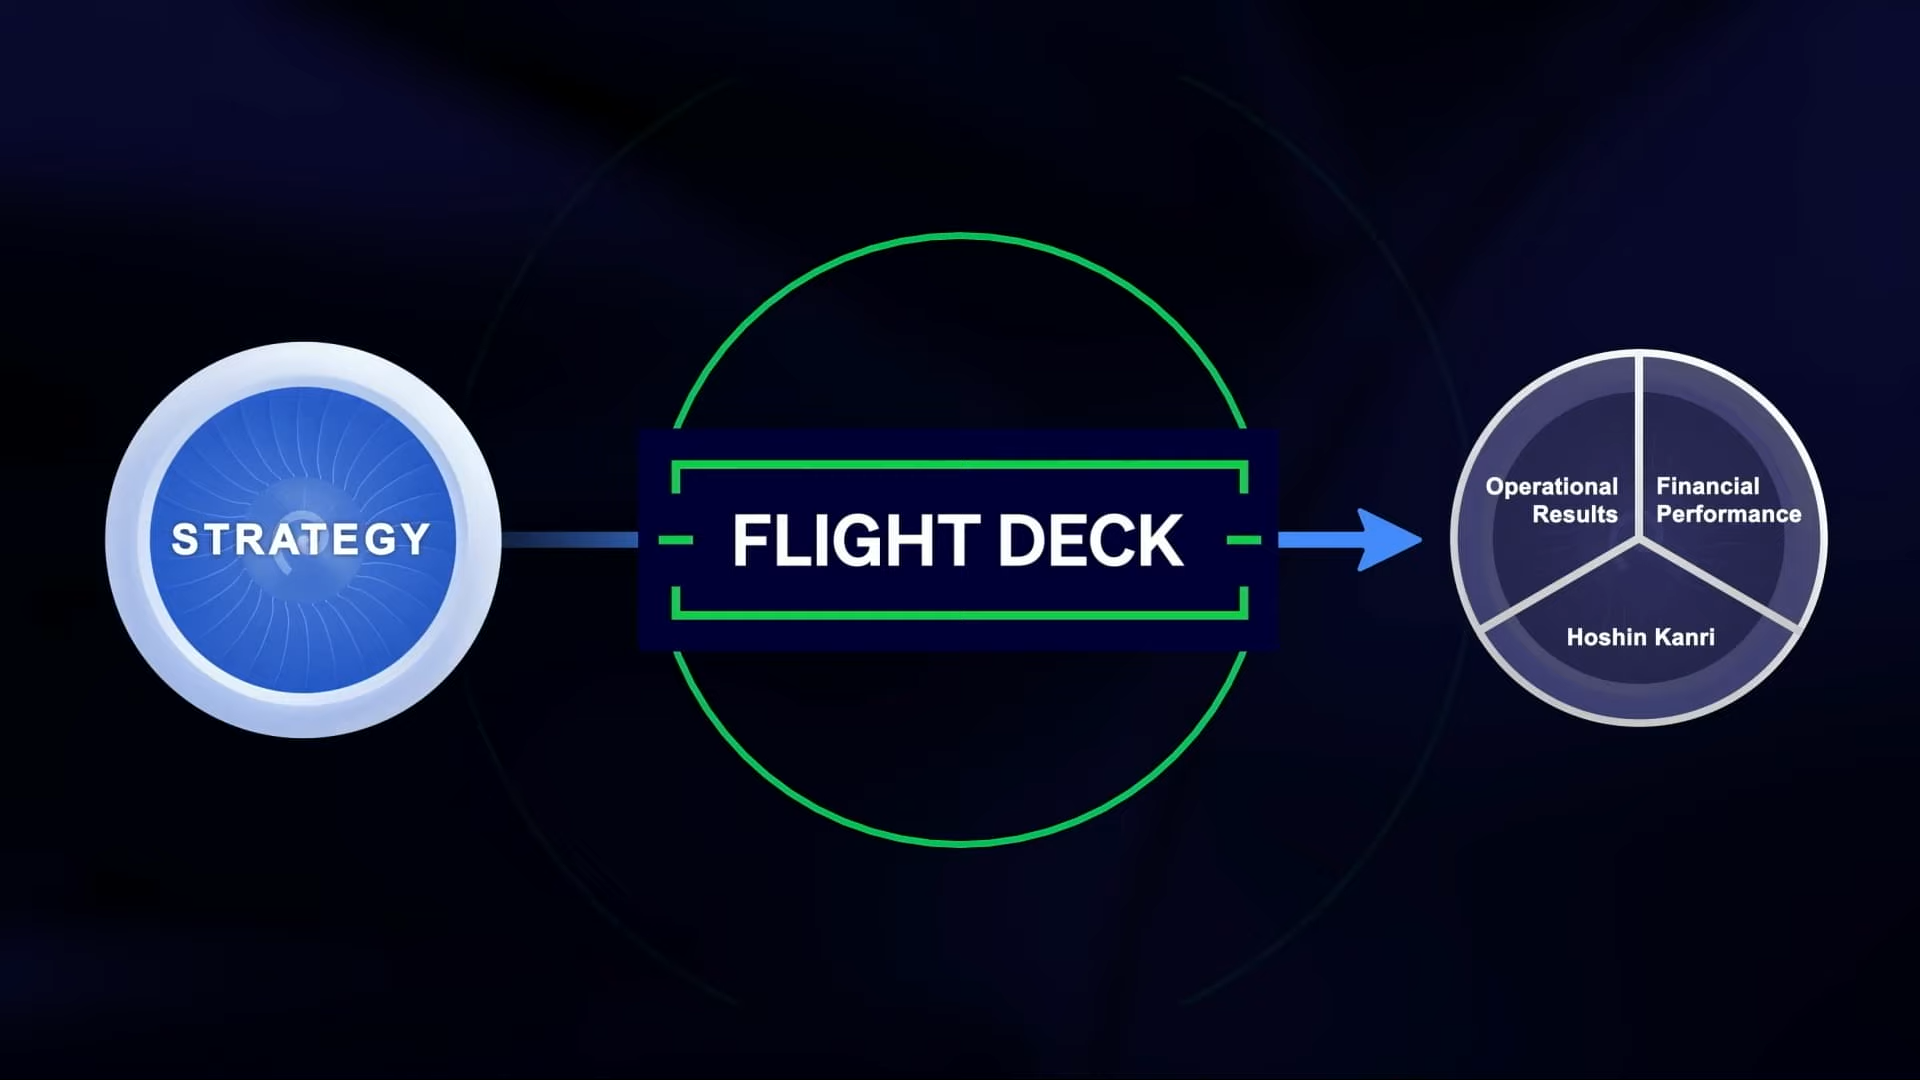 STRATEGY
FLIGHT DECK
Operational
Results
Financial
Performance
Hoshin Kanri